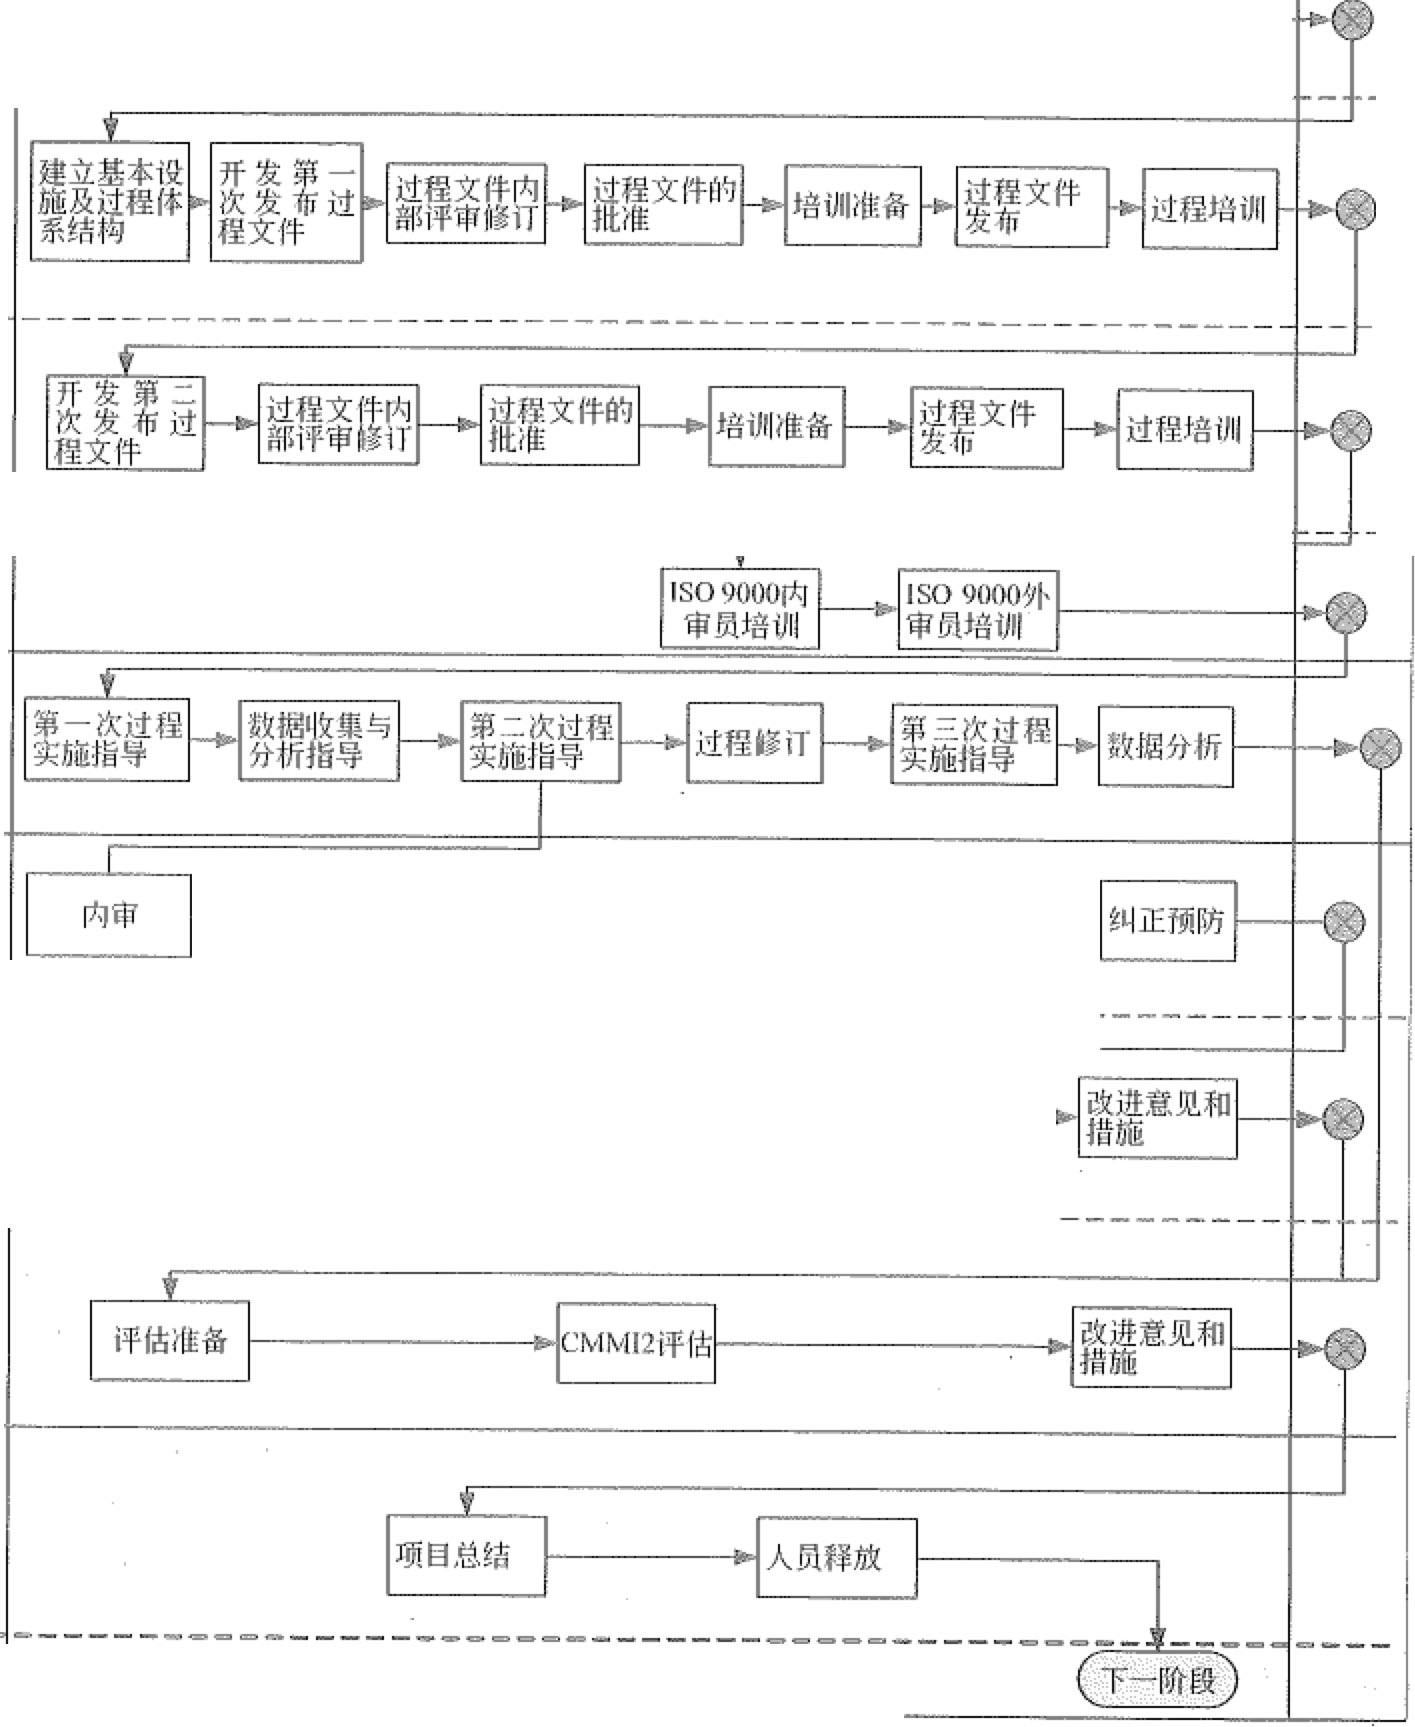 建立基本设
施及过程体
系结构
开发第一
次发布过
程文件
过程文件内
部评审修订
过程文件的
批准
培训准备
过程文件
发布
过程培训
开发第二
次发布过
程文件
过程文件内
部评审修订
过程文件的
批准
培训准备
过程文件
发布
过程培训
ISO 9000内
审员培训
ISO 9000外
审员培训
第一次过程
实施指导
数据收集与
分析指导
第二次过程
实施指导
过程修订
第三次过程
实施指导
数据分析
内审
纠正预防
改进意见和
措施
评估准备
CMMI2评估
改进意见和
措施
项目总结
人员释放
下一阶段